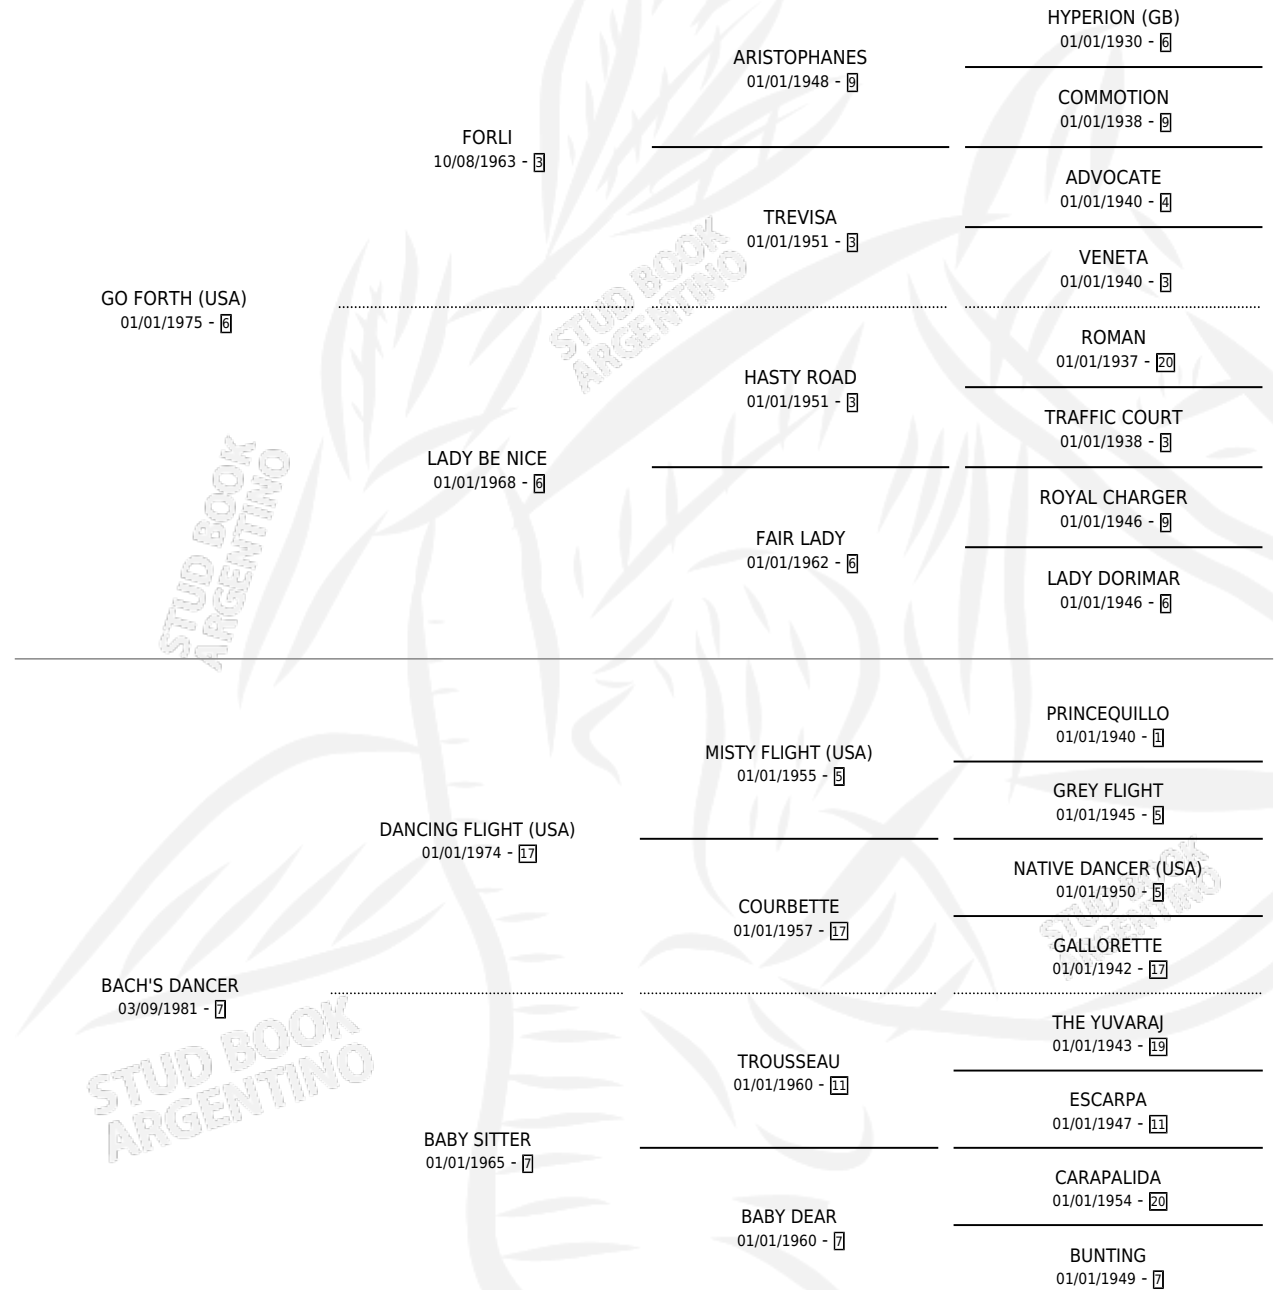 HYPERION (GB)
01/01/1930 - 6
ARISTOPHANES
01/01/1948 - 9
COMMOTION
01/01/1938 - 9
FORLI
10/08/1963 - 3
ADVOCATE
01/01/1940 - 4
TREVISA
01/01/1951 - 3
VENETA
01/01/1940 - 3
GO FORTH (USA)
01/01/1975 - 6
ROMAN
01/01/1937 - 20
HASTY ROAD
01/01/1951 - 3
TRAFFIC COURT
01/01/1938 - 3
LADY BE NICE
01/01/1968 - 6
ROYAL CHARGER
01/01/1946 - 9
FAIR LADY
01/01/1962 - 6
LADY DORIMAR
01/01/1946 - 6
PRINCEQUILLO
01/01/1940 - 1
MISTY FLIGHT (USA)
01/01/1955 - 5
GREY FLIGHT
01/01/1945 - 5
DANCING FLIGHT (USA)
01/01/1974 - 17
NATIVE DANCER (USA)
01/01/1950 - 5
COURBETTE
01/01/1957 - 17
GALLORETTE
01/01/1942 - 17
BACH'S DANCER
03/09/1981 - 7
THE YUVARAJ
01/01/1943 - 19
TROUSSEAU
01/01/1960 - 11
ESCARPA
01/01/1947 - 11
BABY SITTER
01/01/1965 - 7
CARAPALIDA
01/01/1954 - 20
BABY DEAR
01/01/1960 - 7
BUNTING
01/01/1949 - 7
STUD BOOK
ARGENTINO
STUD BOOK
ARGENTINO
STUD BOOK
ARGENTINO
STUD BOOK
ARGENTINO